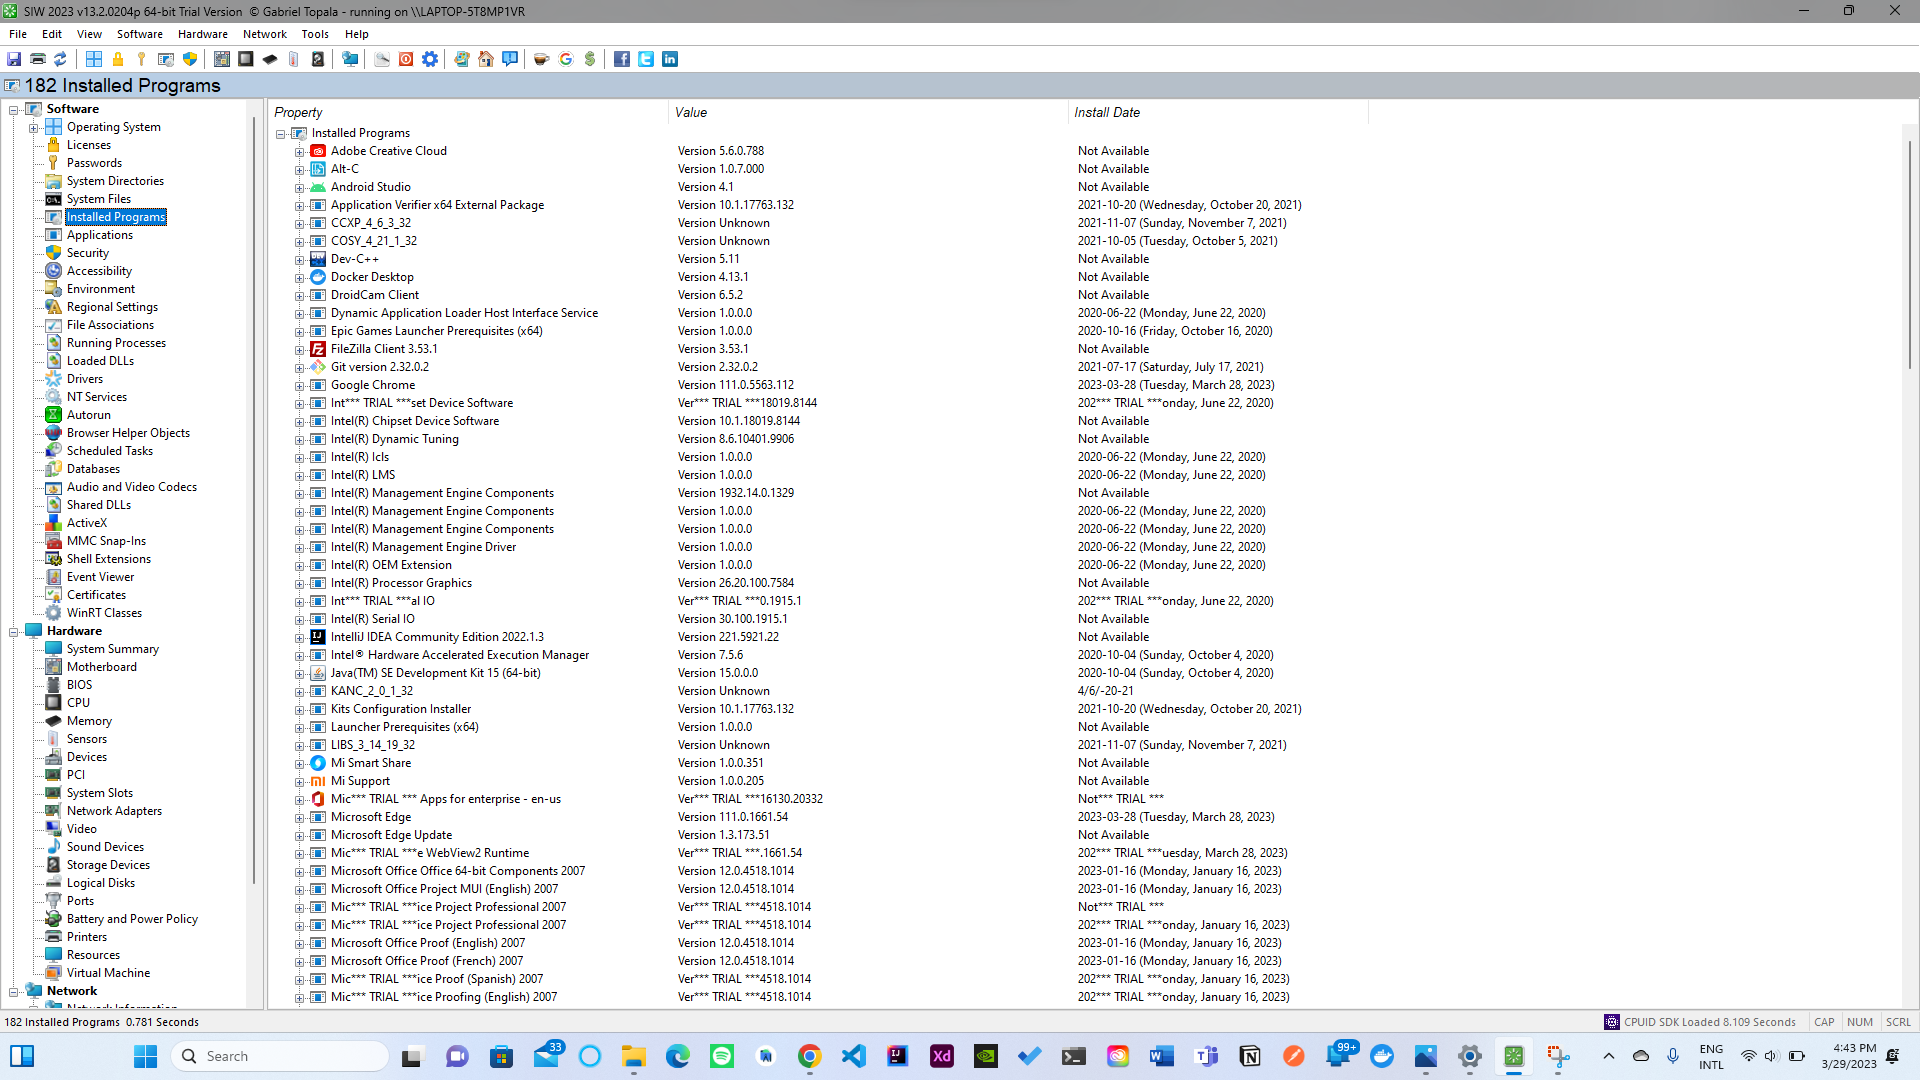 SIW 2023 v13.2.0204p 64-bit Trial Version © Gabriel Topala - running on \\LAPTOP-5T8MP1VR
File Edit View Software Hardware Network Tools Help
182 Installed Programs
Software
Operating System
Licenses
Passwords
System Directories
System Files
Installed Programs
Applications
Security
Accessibility
Environment
Regional Settings
File Associations
Running Processes
Loaded DLLs
Drivers
NT Services
Autorun
Browser Helper Objects
Scheduled Tasks
Databases
Audio and Video Codecs
Shared DLLs
ActiveX
MMC Snap-Ins
Shell Extensions
Event Viewer
Certificates
WinRT Classes
Hardware
System Summary
Motherboard
BIOS
CPU
Memory
Sensors
Devices
PCI
System Slots
Network Adapters
Video
Sound Devices
Storage Devices
Logical Disks
Ports
Battery and Power Policy
Printers
Resources
Virtual Machine
Network
Property Value Install Date
Installed Programs
Adobe Creative Cloud Version 5.6.0.788 Not Available
Alt-C Version 1.0.7.000 Not Available
Android Studio Version 4.1 Not Available
Application Verifier x64 External Package Version 10.1.17763.132 2021-10-20 (Wednesday, October 20, 2021)
CCXP_4_6_3_32 Version Unknown 2021-11-07 (Sunday, November 7, 2021)
COSY_4_21_1_32 Version Unknown 2021-10-05 (Tuesday, October 5, 2021)
Dev-C++ Version 5.11 Not Available
Docker Desktop Version 4.13.1 Not Available
DroidCam Client Version 6.5.2 Not Available
Dynamic Application Loader Host Interface Service Version 1.0.0.0 2020-06-22 (Monday, June 22, 2020)
Epic Games Launcher Prerequisites (x64) Version 1.0.0.0 2020-10-16 (Friday, October 16, 2020)
FileZilla Client 3.53.1 Version 3.53.1 Not Available
Git version 2.32.0.2 Version 2.32.0.2 2021-07-17 (Saturday, July 17, 2021)
Google Chrome Version 111.0.5563.112 2023-03-28 (Tuesday, March 28, 2023)
Int*** TRIAL ***set Device Software Ver*** TRIAL ***18019.8144 202*** TRIAL ***onday, June 22, 2020)
Intel(R) Chipset Device Software Version 10.1.18019.8144 Not Available
Intel(R) Dynamic Tuning Version 8.6.10401.9906 Not Available
Intel(R) Icls Version 1.0.0.0 2020-06-22 (Monday, June 22, 2020)
Intel(R) LMS Version 1.0.0.0 2020-06-22 (Monday, June 22, 2020)
Intel(R) Management Engine Components Version 1932.14.0.1329 Not Available
Intel(R) Management Engine Components Version 1.0.0.0 2020-06-22 (Monday, June 22, 2020)
Intel(R) Management Engine Components Version 1.0.0.0 2020-06-22 (Monday, June 22, 2020)
Intel(R) Management Engine Driver Version 1.0.0.0 2020-06-22 (Monday, June 22, 2020)
Intel(R) OEM Extension Version 1.0.0.0 2020-06-22 (Monday, June 22, 2020)
Intel(R) Processor Graphics Version 26.20.100.7584 Not Available
Int*** TRIAL ***al IO Ver*** TRIAL ***0.1915.1 202*** TRIAL ***onday, June 22, 2020)
Intel(R) Serial IO Version 30.100.1915.1 Not Available
IntelliJ IDEA Community Edition 2022.1.3 Version 221.5921.22 Not Available
Intel® Hardware Accelerated Execution Manager Version 7.5.6 2020-10-04 (Sunday, October 4, 2020)
Java(TM) SE Development Kit 15 (64-bit) Version 15.0.0.0 2020-10-04 (Sunday, October 4, 2020)
KANC_2_0_1_32 Version Unknown 4/6/-20-21
Kits Configuration Installer Version 10.1.17763.132 2021-10-20 (Wednesday, October 20, 2021)
Launcher Prerequisites (x64) Version 1.0.0.0 Not Available
LIBS_3_14_19_32 Version Unknown 2021-11-07 (Sunday, November 7, 2021)
Mi Smart Share Version 1.0.0.351 Not Available
Mi Support Version 1.0.0.205 Not Available
Mic*** TRIAL *** Apps for enterprise - en-us Ver*** TRIAL ***16130.20332 Not*** TRIAL ***
Microsoft Edge Version 111.0.1661.54 2023-03-28 (Tuesday, March 28, 2023)
Microsoft Edge Update Version 1.3.173.51 Not Available
Mic*** TRIAL ***e WebView2 Runtime Ver*** TRIAL ***.1661.54 202*** TRIAL ***uesday, March 28, 2023)
Microsoft Office Office 64-bit Components 2007 Version 12.0.4518.1014 2023-01-16 (Monday, January 16, 2023)
Microsoft Office Project MUI (English) 2007 Version 12.0.4518.1014 2023-01-16 (Monday, January 16, 2023)
Mic*** TRIAL ***ice Project Professional 2007 Ver*** TRIAL ***4518.1014 Not*** TRIAL ***
Mic*** TRIAL ***ice Project Professional 2007 Ver*** TRIAL ***4518.1014 202*** TRIAL ***onday, January 16, 2023)
Microsoft Office Proof (English) 2007 Version 12.0.4518.1014 2023-01-16 (Monday, January 16, 2023)
Microsoft Office Proof (French) 2007 Version 12.0.4518.1014 2023-01-16 (Monday, January 16, 2023)
Mic*** TRIAL ***ice Proof (Spanish) 2007 Ver*** TRIAL ***4518.1014 202*** TRIAL ***onday, January 16, 2023)
Mic*** TRIAL ***ice Proofing (English) 2007 Ver*** TRIAL ***4518.1014 202*** TRIAL ***onday, January 16, 2023)
182 Installed Programs 0.781 Seconds
CPUID SDK Loaded 8.109 Seconds CAP NUM SCRL
Search
33
99+
ENG
INTL
4:43 PM
3/29/2023